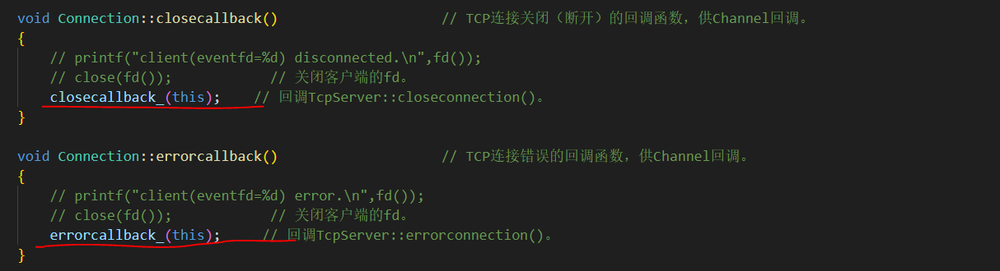 void Connection::closecallback() // TCP连接关闭（断开）的回调函数，供Channel回调。
{
// printf("client(eventfd=%d) disconnected.\n",fd());
// close(fd()); // 关闭客户端的fd。
closecallback_(this); // 回调TcpServer::closeconnection()。
}
void Connection::errorcallback() // TCP连接错误的回调函数，供Channel回调。
{
// printf("client(eventfd=%d) error.\n",fd());
// close(fd()); // 关闭客户端的fd。
errorcallback_(this); // 回调TcpServer::errorconnection()。
}